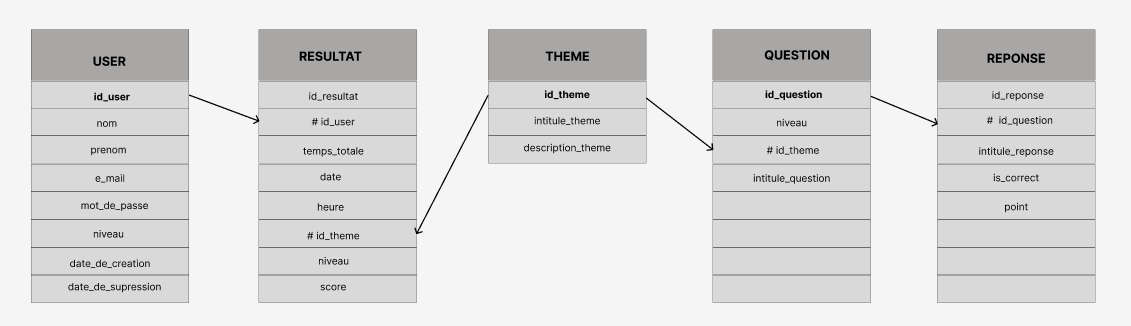 USER
id_user
nom
prenom
e_mail
mot_de_passe
niveau
date_de_creation
date_de_supression
RESULTAT
id_resultat
# id_user
temps_totale
date
heure
# id_theme
niveau
score
THEME
id_theme
intitule_theme
description_theme
QUESTION
id_question
niveau
# id_theme
intitule_question
REPONSE
id_reponse
# id_question
intitule_reponse
is_correct
point